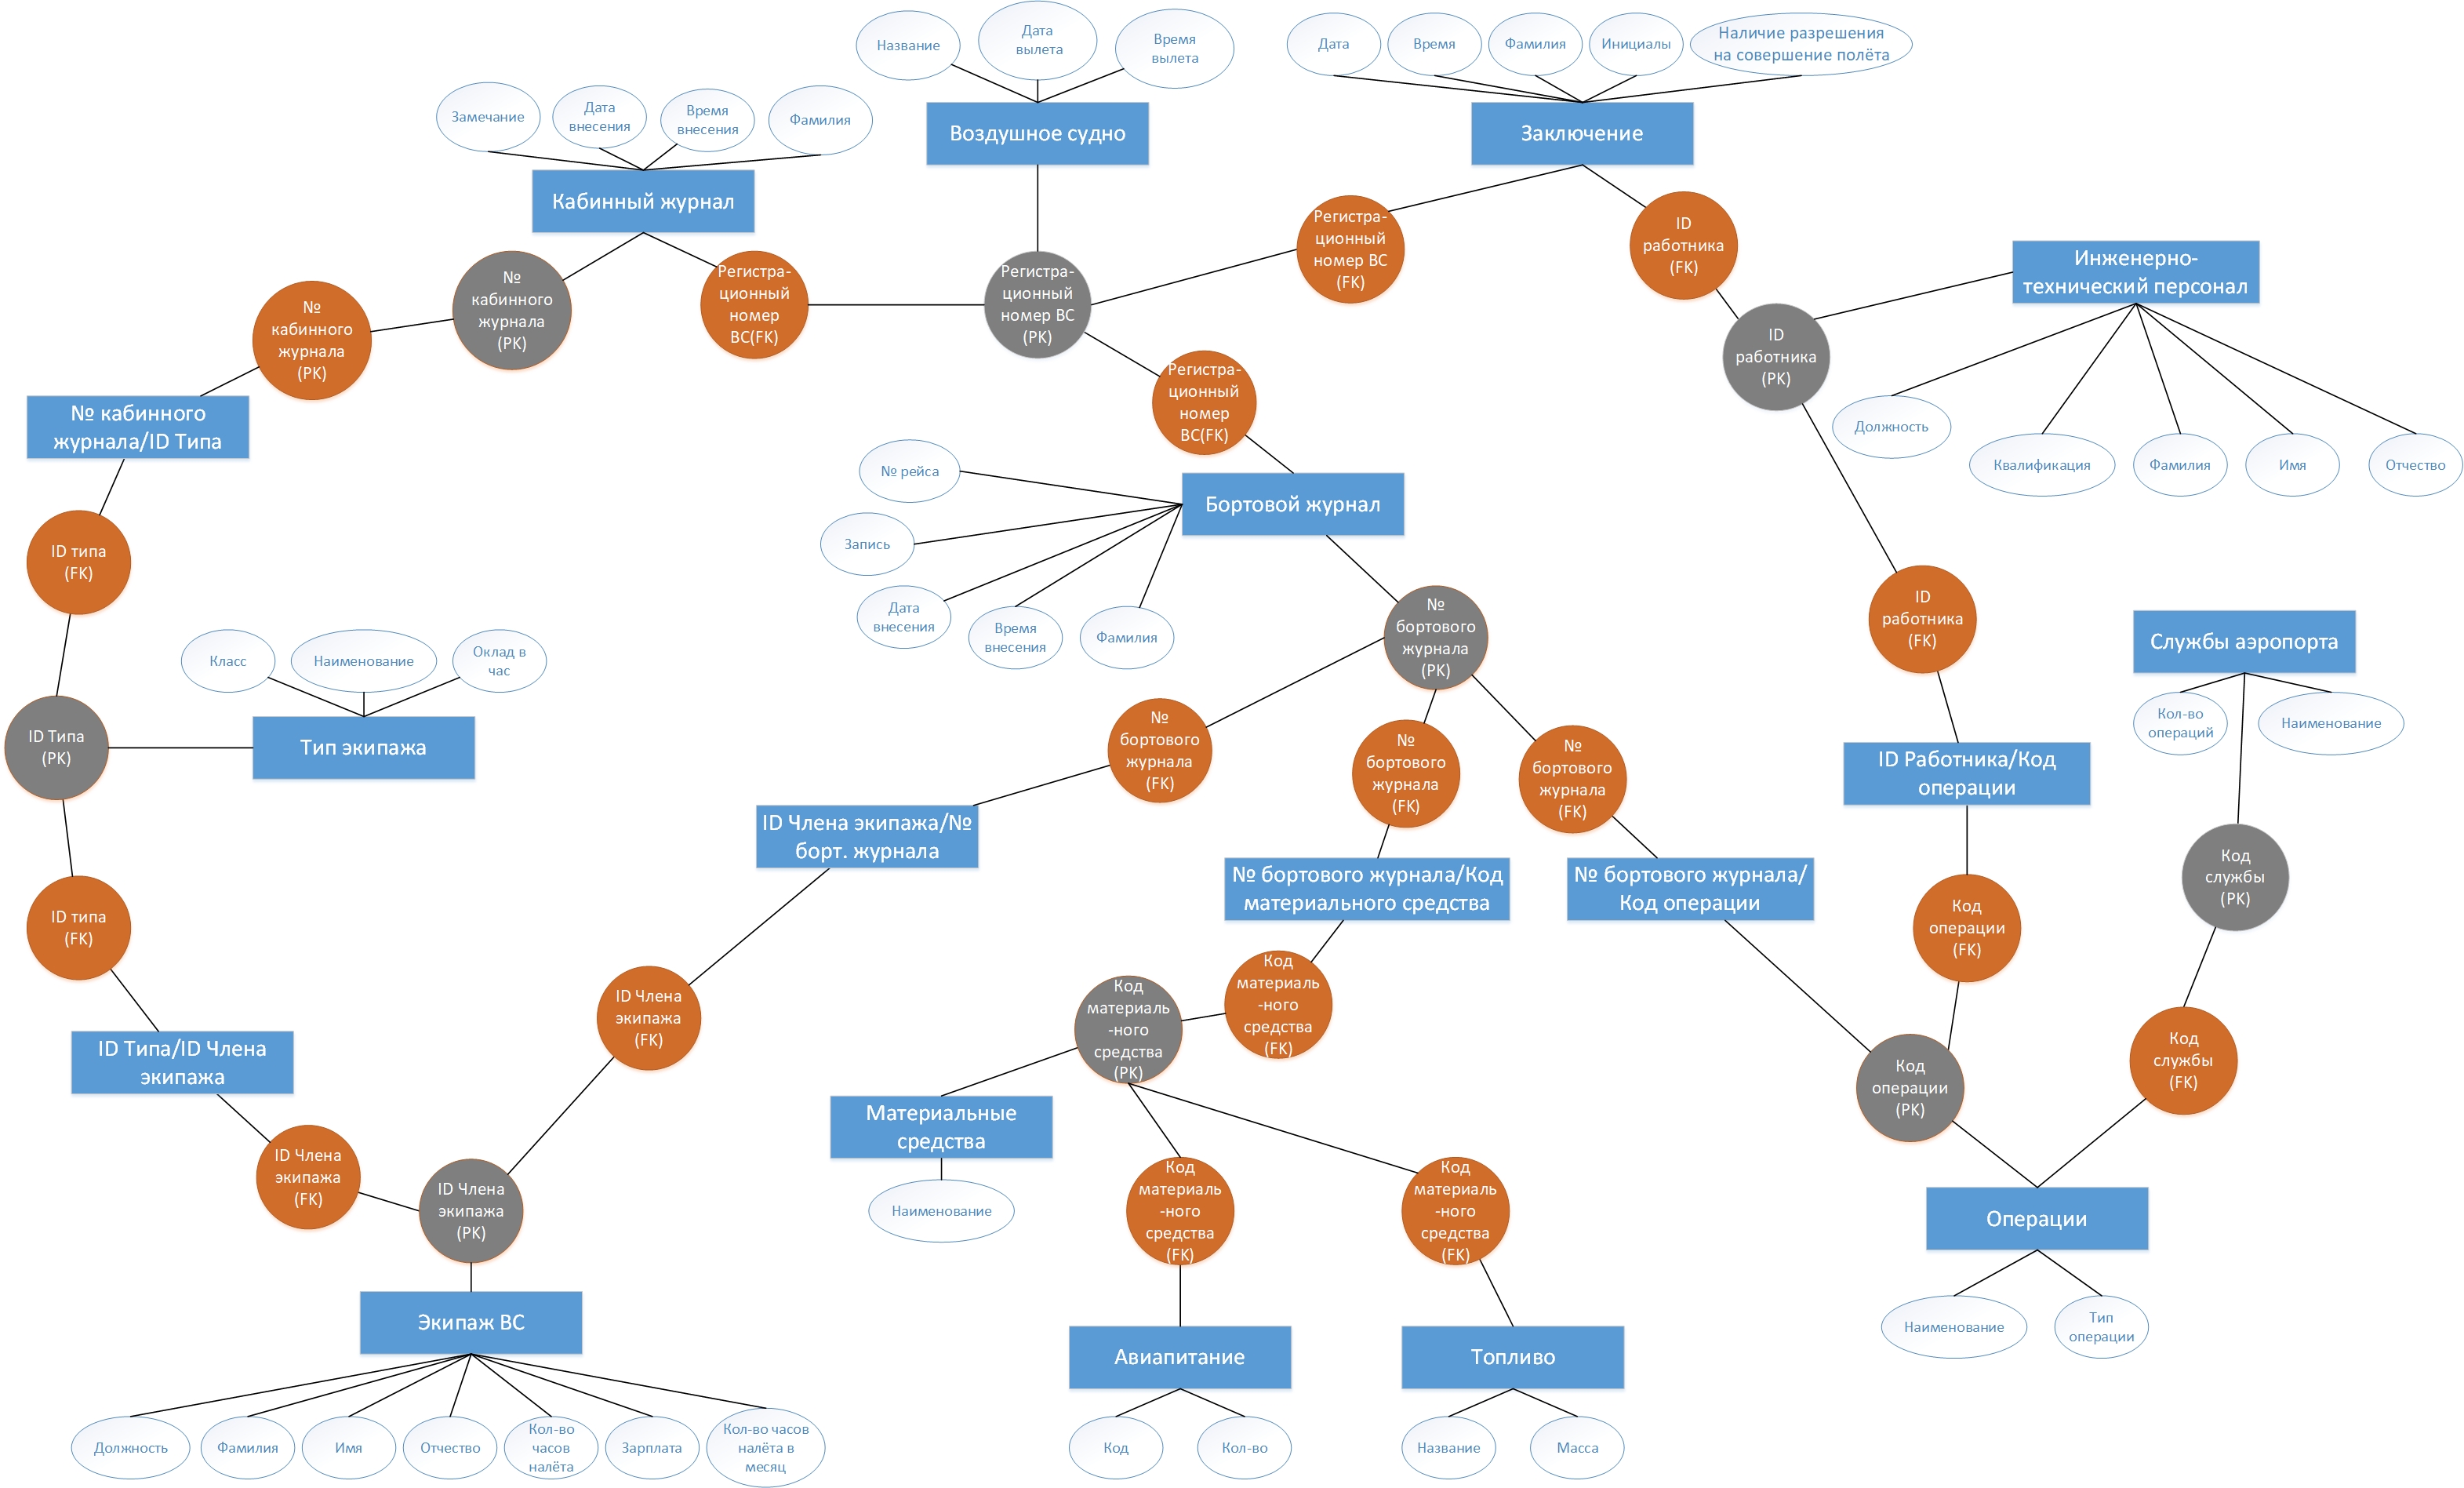 Название
Дата
вылета
Время
вылета
Дата
Время
Фамилия
Инициалы
Наличие разрешения
на совершение полёта
Замечание
Дата
внесения
Время
внесения
Фамилия
Воздушное судно
Заключение
Кабинный журнал
Регистра-
ционный
номер ВС
(FK)
ID
работника
(FK)
Инженерно-
технический персонал
№
кабинного
журнала
(PK)
№
кабинного
журнала
(PK)
Регистра-
ционный
номер
ВС(FK)
Регистра-
ционный
номер ВС
(PK)
ID
работника
(PK)
Регистра-
ционный
номер
ВС(FK)
№ кабинного
журнала/ID Типа
Должность
Квалификация
Фамилия
Имя
Отчество
№ рейса
Запись
Дата
внесения
Время
внесения
Фамилия
Бортовой журнал
ID типа
(FK)
№
бортового
журнала
(PK)
ID
работника
(FK)
Службы аэропорта
Кол-во
операций
Наименование
Класс
Наименование
Оклад в
час
ID Типа
(PK)
Тип экипажа
№
бортового
журнала
(FK)
№
бортового
журнала
(FK)
№
бортового
журнала
(FK)
ID Работника/Код
операции
ID Члена экипажа/№
борт. журнала
№ бортового журнала/Код
материального средства
№ бортового журнала/
Код операции
Код
службы
(PK)
ID типа
(FK)
Код
операции
(FK)
ID Члена
экипажа
(FK)
Код
материаль
-ного
средства
(PK)
Код
материаль
-ного
средства
(FK)
Код
операции
(PK)
Код
службы
(FK)
ID Типа/ID Члена
экипажа
Материальные
средства
Наименование
ID Члена
экипажа
(FK)
ID Члена
экипажа
(PK)
Код
материаль
-ного
средства
(FK)
Код
материаль
-ного
средства
(FK)
Операции
Наименование
Тип
операции
Экипаж ВС
Авиапитание
Топливо
Должность
Фамилия
Имя
Отчество
Кол-во
часов
налёта
Зарплата
Кол-во часов
налёта в
месяц
Код
Кол-во
Название
Масса